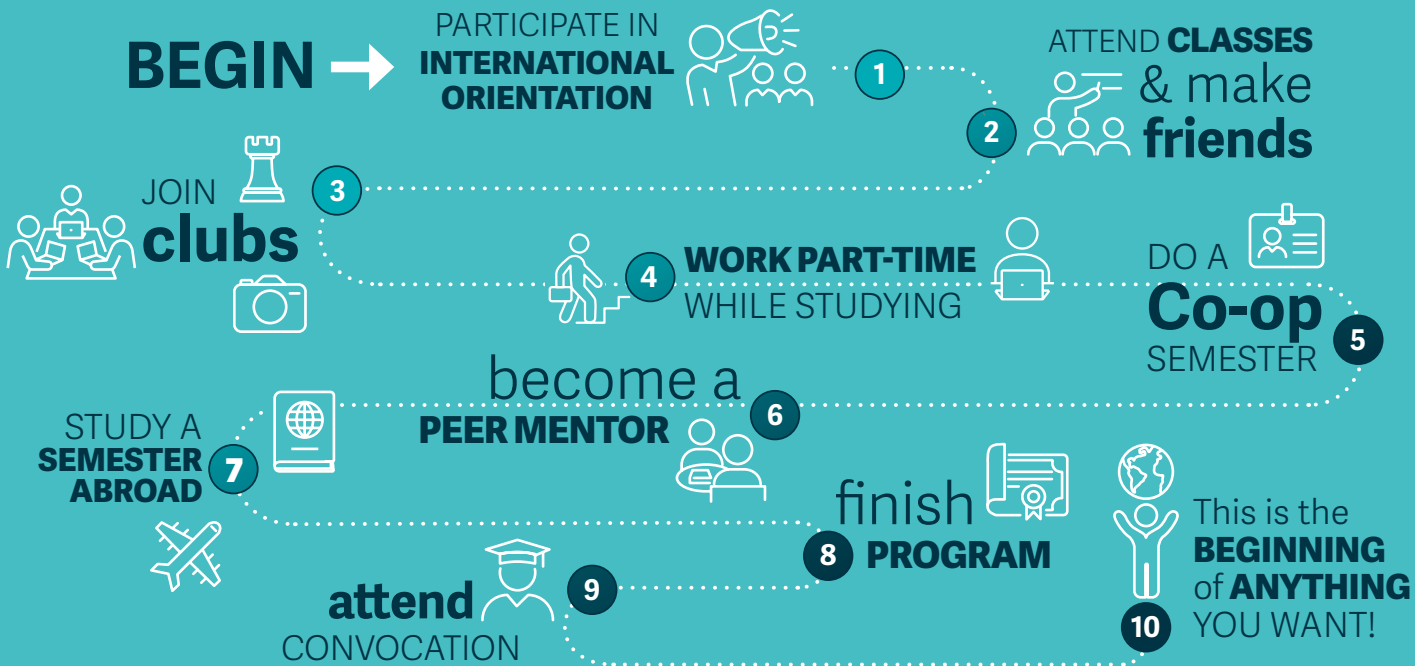 BEGIN
PARTICIPATE IN
INTERNATIONAL
ORIENTATION
1
2
ATTEND CLASSES
& make
friends
3
JOIN
clubs
4
WORK PART-TIME
WHILE STUDYING
5
DO A
Co-op
SEMESTER
6
become a
PEER MENTOR
7
STUDY A
SEMESTER
ABROAD
8
finish
PROGRAM
9
attend
CONVOCATION
10
This is the
BEGINNING
of ANYTHING
YOU WANT!